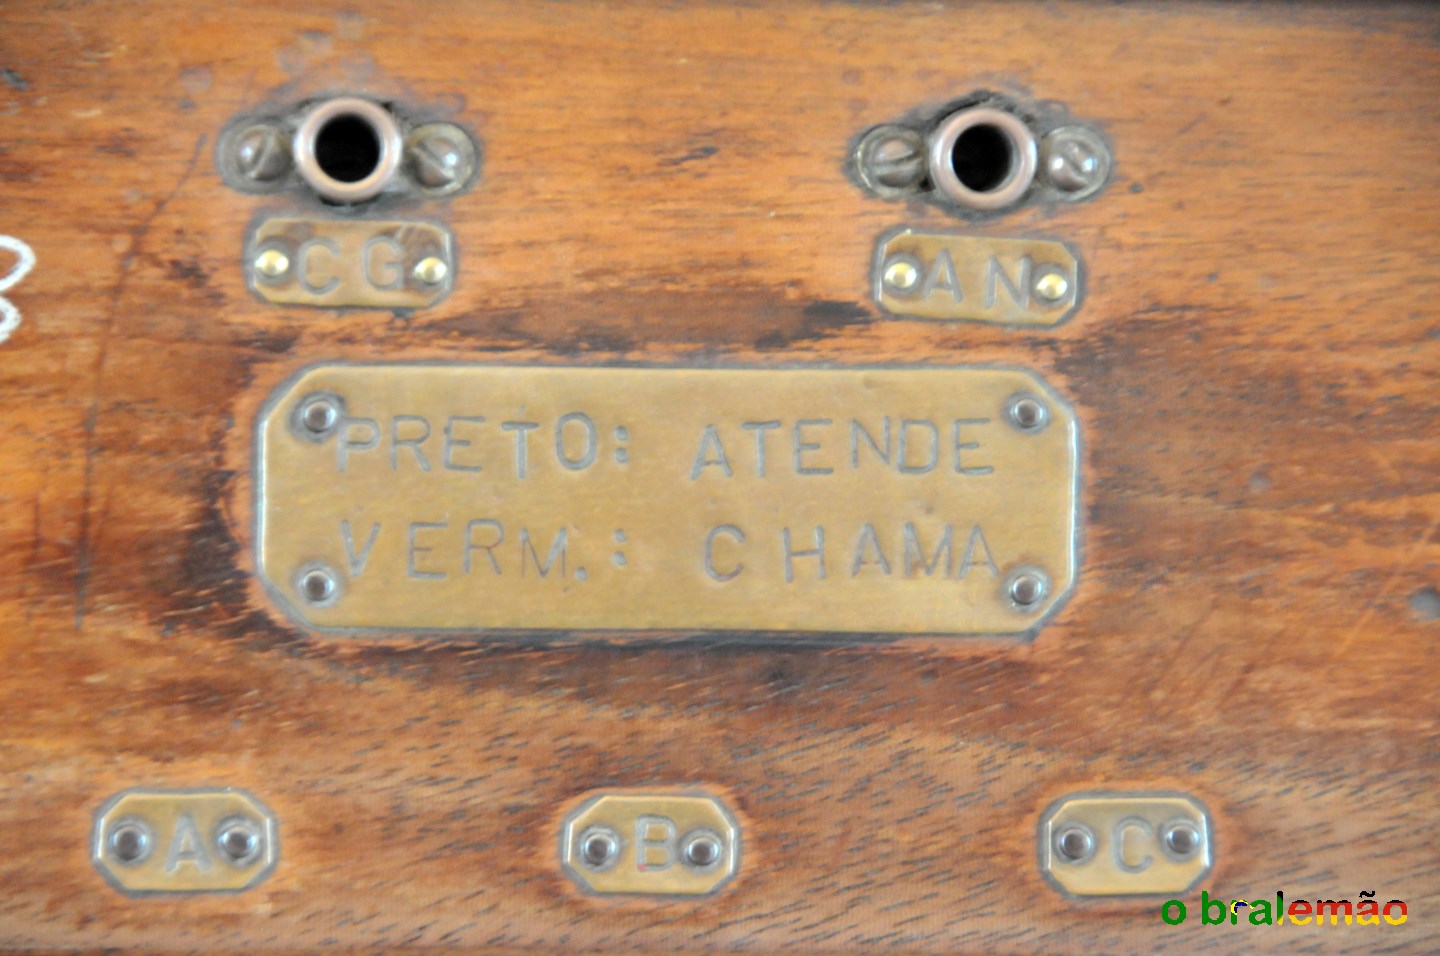 CG
AN
PRETO: ATENDE
VERM.: CHAMA
A
B
C
o bralemão